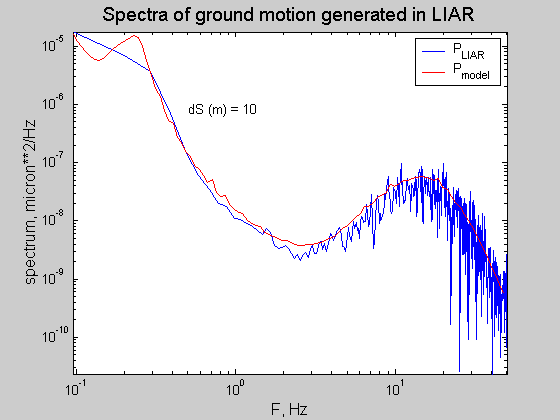 Spectra of ground motion generated in LIAR
spectrum, micron**2/Hz
10^-5
10^-6
10^-7
10^-8
10^-9
10^-10
dS (m) = 10
P_LIAR
P_model
10^-1
10^0
10^1
F, Hz